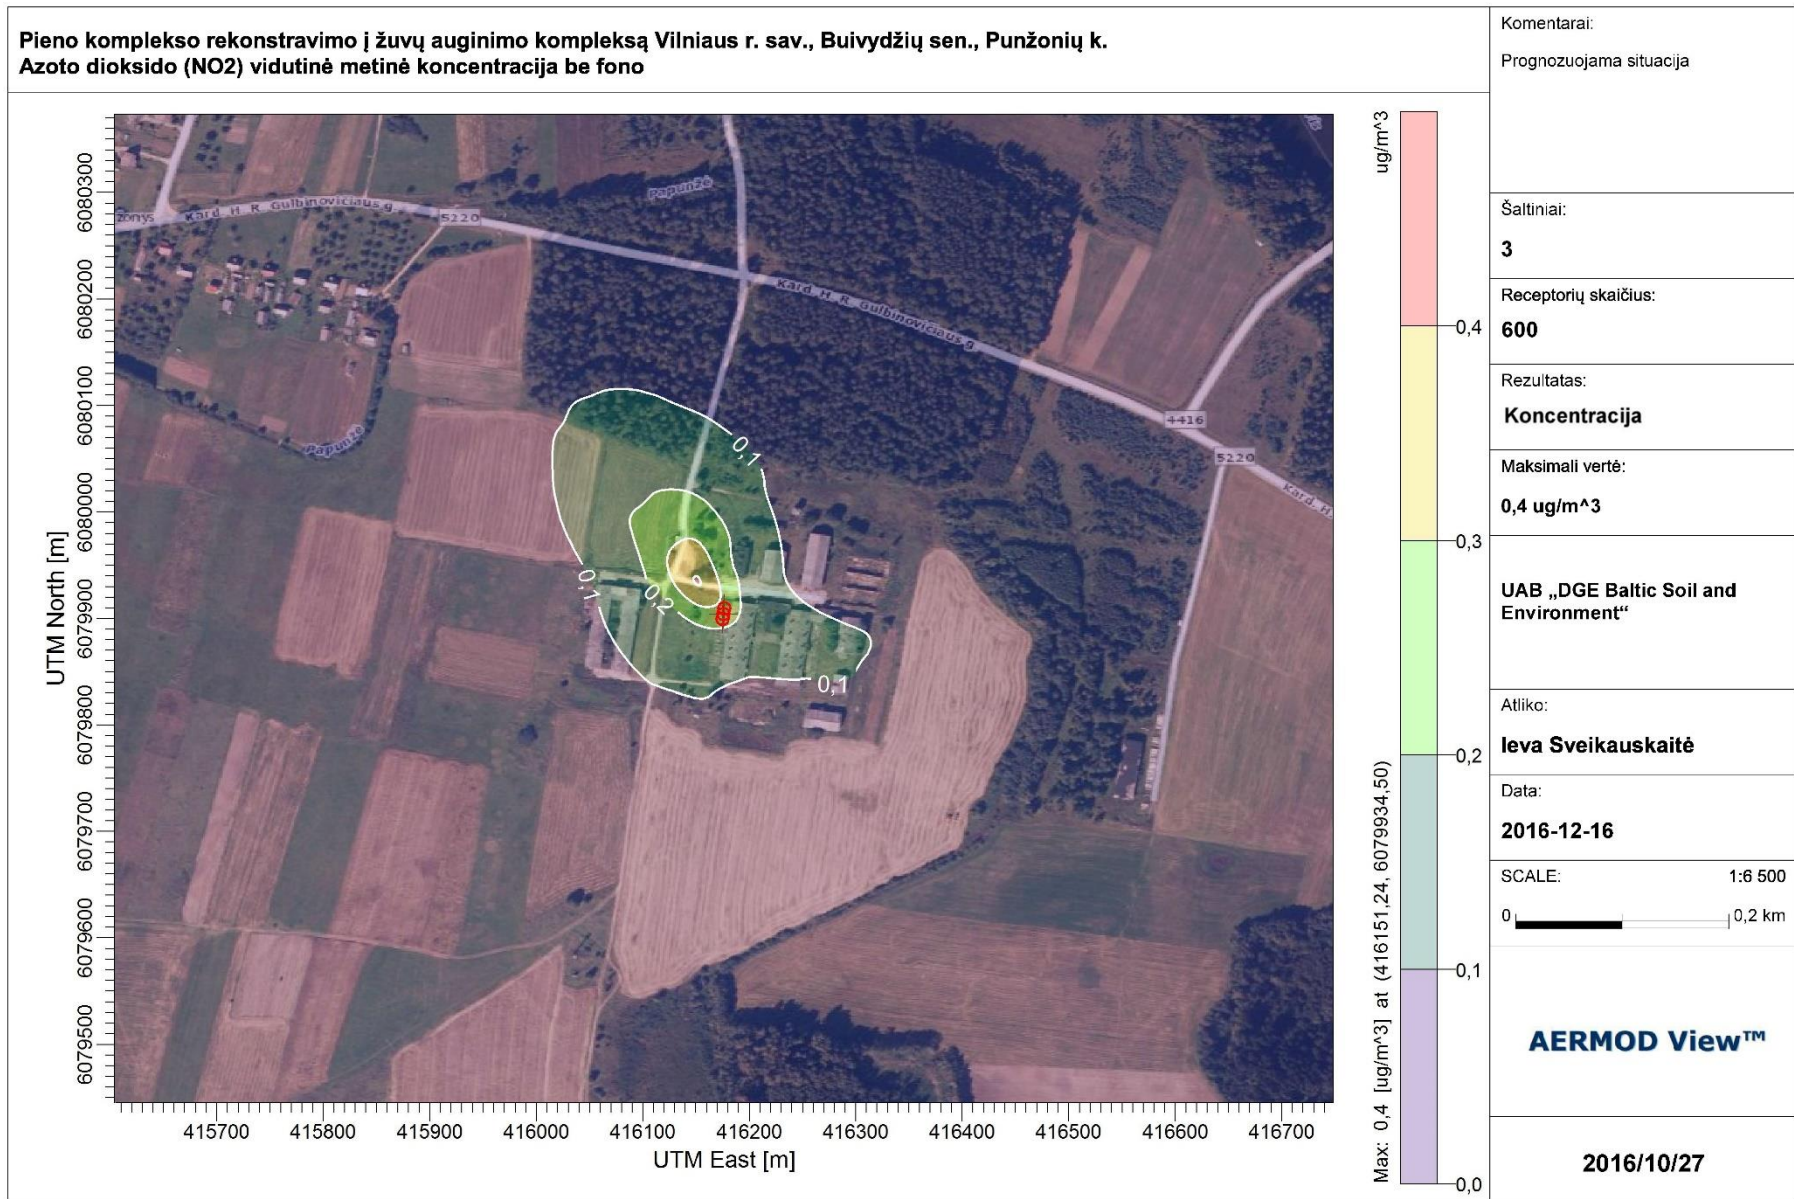 Pieno komplekso rekonstravimo į žuvų auginimo kompleksą Vilniaus r. sav., Buivydžių sen., Punžonių k.
Azoto dioksido (NO2) vidutinė metinė koncentracija be fono
Komentarai:
Prognozuojama situacija
Šaltiniai:
3
Receptorių skaičius:
600
Rezultatas:
Koncentracija
Maksimali vertė:
0,4 ug/m^3
UAB „DGE Baltic Soil and
Environment“
Atliko:
Ieva Sveikauskaitė
Data:
2016-12-16
SCALE:
1:6 500
0
0,2 km
AERMOD View™
2016/10/27
UTM North [m]
6080300
6080200
6080100
6080000
6079900
6079800
6079700
6079600
6079500
415700
415800
415900
416000
416100
416200
416300
416400
416500
416600
416700
UTM East [m]
zonys
Kard. H. R. Gulbinovičiaus g.
5220
Papunžė
Kard. H. R. Gulbinovičiaus g.
4416
5220
Kard. H.
Papunžė
0,1
0,1
0,2
0,1
ug/m^3
0,4
0,3
0,2
0,1
0,0
Max: 0,4 [ug/m^3] at (416151,24, 6079934,50)